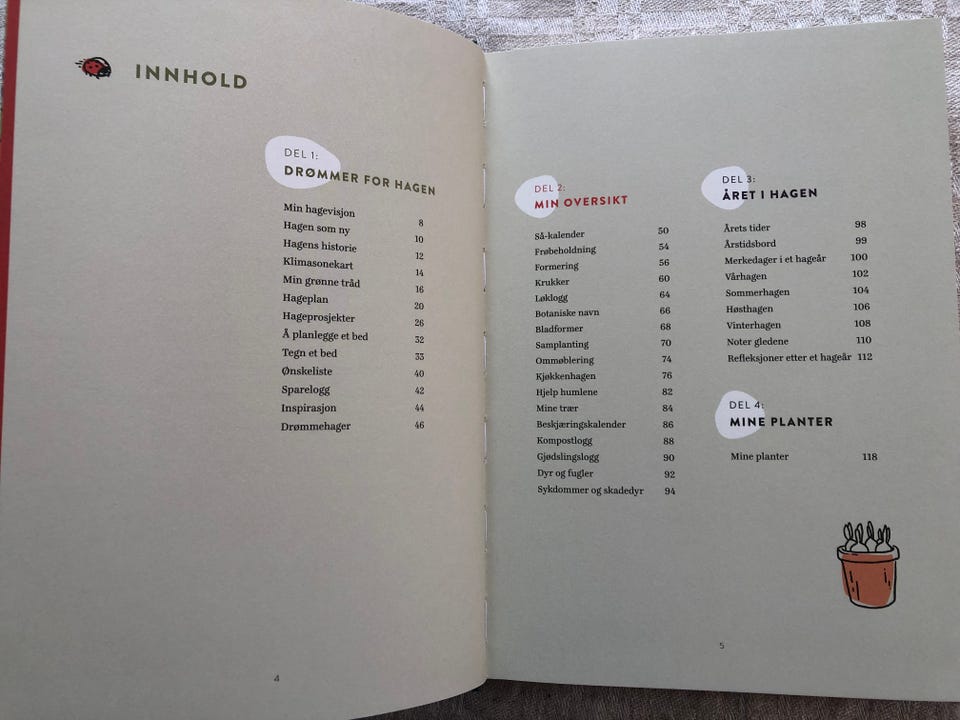 INNHOLD
DEL 1:
DRØMMER FOR HAGEN
Min hagevisjon 8
Hagen som ny 10
Hagens historie 12
Klimasonekart 14
Min grønne tråd 16
Hageplan 20
Hageprosjekter 26
Å planlegge et bed 32
Tegn et bed 33
Ønskeliste 40
Sparelogg 42
Inspirasjon 44
Drømmehager 46
4
DEL 2:
MIN OVERSIKT
Så-kalender 50
Frøbeholdning 54
Formering 56
Krukker 60
Løklogg 64
Botaniske navn 66
Bladformer 68
Samplanting 70
Ommøblering 74
Kjøkkenhagen 76
Hjelp humlene 82
Mine trær 84
Beskjæringskalender 86
Kompostlogg 88
Gjødslingslogg 90
Dyr og fugler 92
Sykdommer og skadedyr 94
DEL 3:
ÅRET I HAGEN
Årets tider 98
Årstidsbord 99
Merkedager i et hageår 100
Vårhagen 102
Sommerhagen 104
Høsthagen 106
Vinterhagen 108
Noter gledene 110
Refleksjoner etter et hageår 112
DEL 4:
MINE PLANTER
Mine planter 118
5